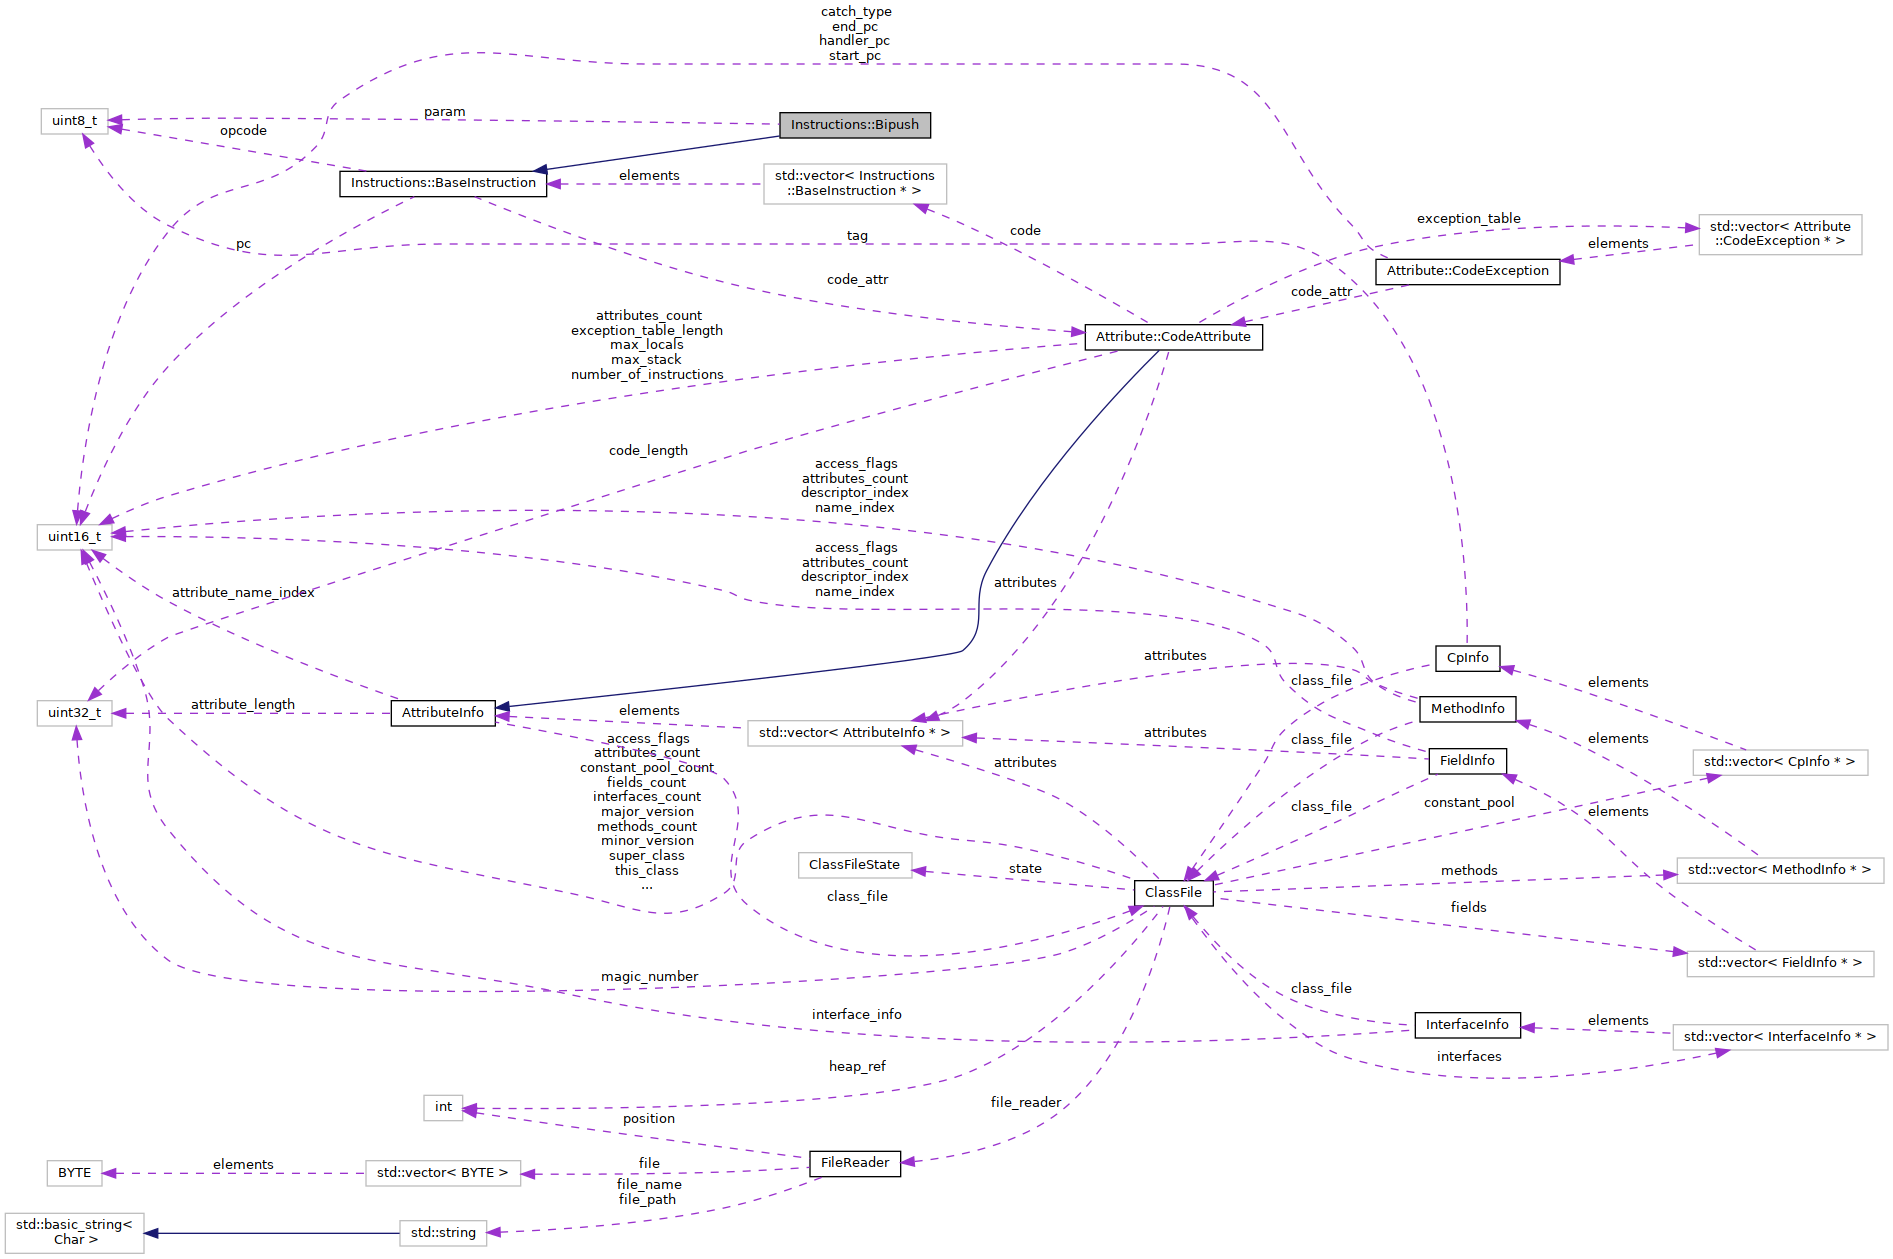 catch_type
end_pc
handler_pc
start_pc
uint8_t
param
opcode
Instructions::Bipush
Instructions::BaseInstruction
elements
std::vector< Instructions
::BaseInstruction * >
exception_table
std::vector< Attribute
::CodeException * >
elements
code
pc
tag
Attribute::CodeException
code_attr
code_attr
Attribute::CodeAttribute
attributes_count
exception_table_length
max_locals
max_stack
number_of_instructions
code_length
access_flags
attributes_count
descriptor_index
name_index
uint16_t
access_flags
attributes_count
descriptor_index
name_index
attributes
attribute_name_index
attributes
CpInfo
class_file
elements
uint32_t
attribute_length
AttributeInfo
elements
std::vector< AttributeInfo * >
MethodInfo
attributes
class_file
elements
FieldInfo
std::vector< CpInfo * >
access_flags
attributes_count
constant_pool_count
fields_count
interfaces_count
major_version
methods_count
minor_version
super_class
this_class
...
attributes
class_file
constant_pool
elements
ClassFileState
state
ClassFile
methods
std::vector< MethodInfo * >
class_file
fields
std::vector< FieldInfo * >
magic_number
class_file
interface_info
InterfaceInfo
elements
std::vector< InterfaceInfo * >
interfaces
heap_ref
int
position
file_reader
FileReader
BYTE
elements
std::vector< BYTE >
file
file_name
file_path
std::basic_string<
Char >
std::string